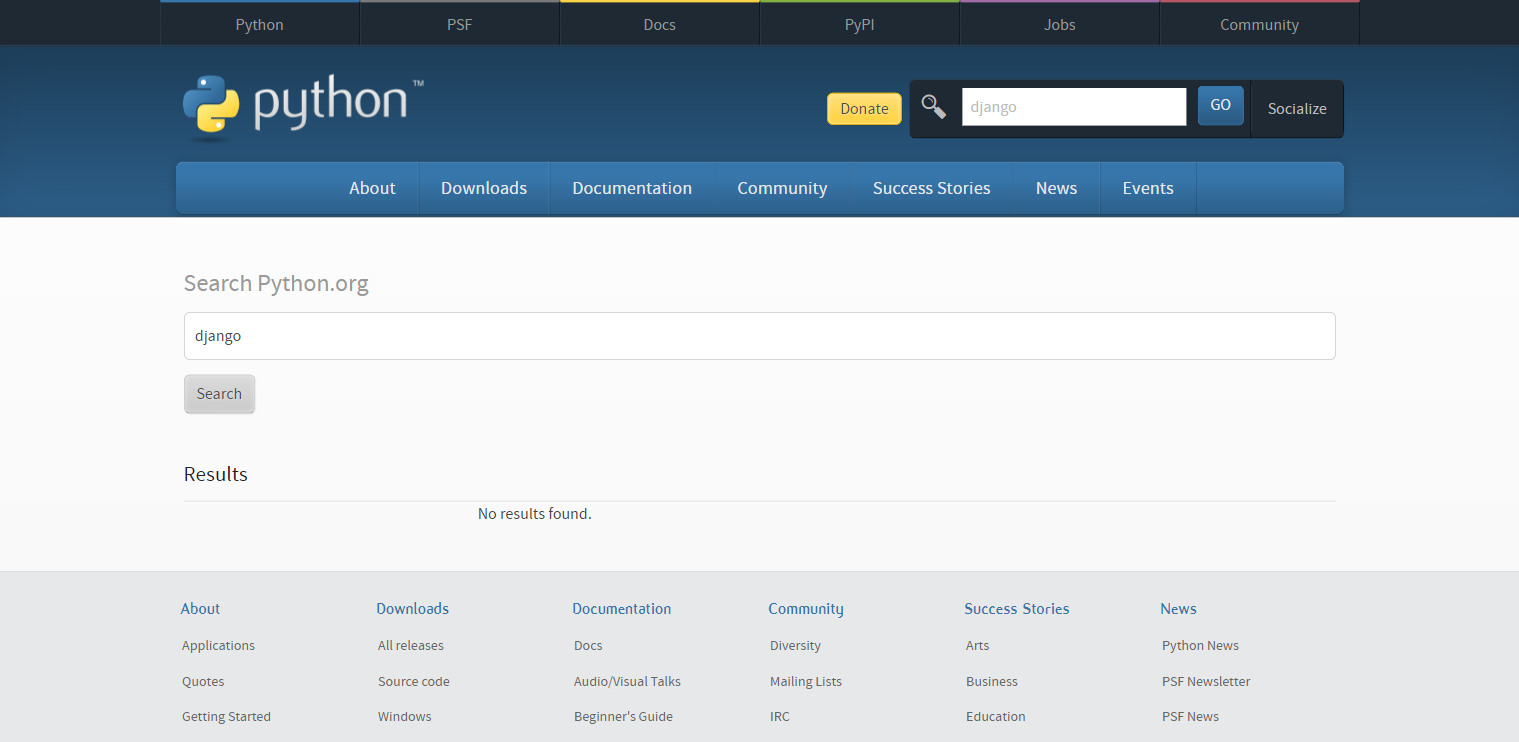 Python PSF Docs PyPI Jobs Community
python™
Donate django GO Socialize
About Downloads Documentation Community Success Stories News Events
Search Python.org
django
Search
Results
No results found.
About Downloads Documentation Community Success Stories News
Applications All releases Docs Diversity Arts Python News
Quotes Source code Audio/Visual Talks Mailing Lists Business PSF Newsletter
Getting Started Windows Beginner's Guide IRC Education PSF News